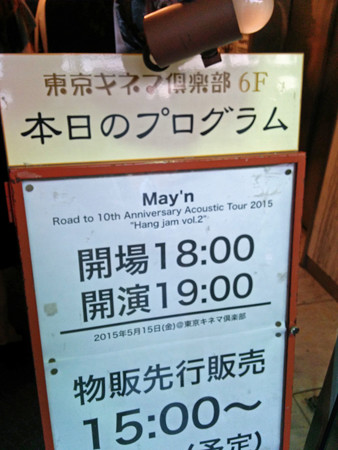 東京キネマ倶楽部 6F
本日のプログラム
May'n
Road to 10th Anniversary Acoustic Tour 2015
"Hang jam vol.2"
開場18:00
開演19:00
2015年5月15日(金)@東京キネマ倶楽部
物販先行販売
15:00〜
(予定)